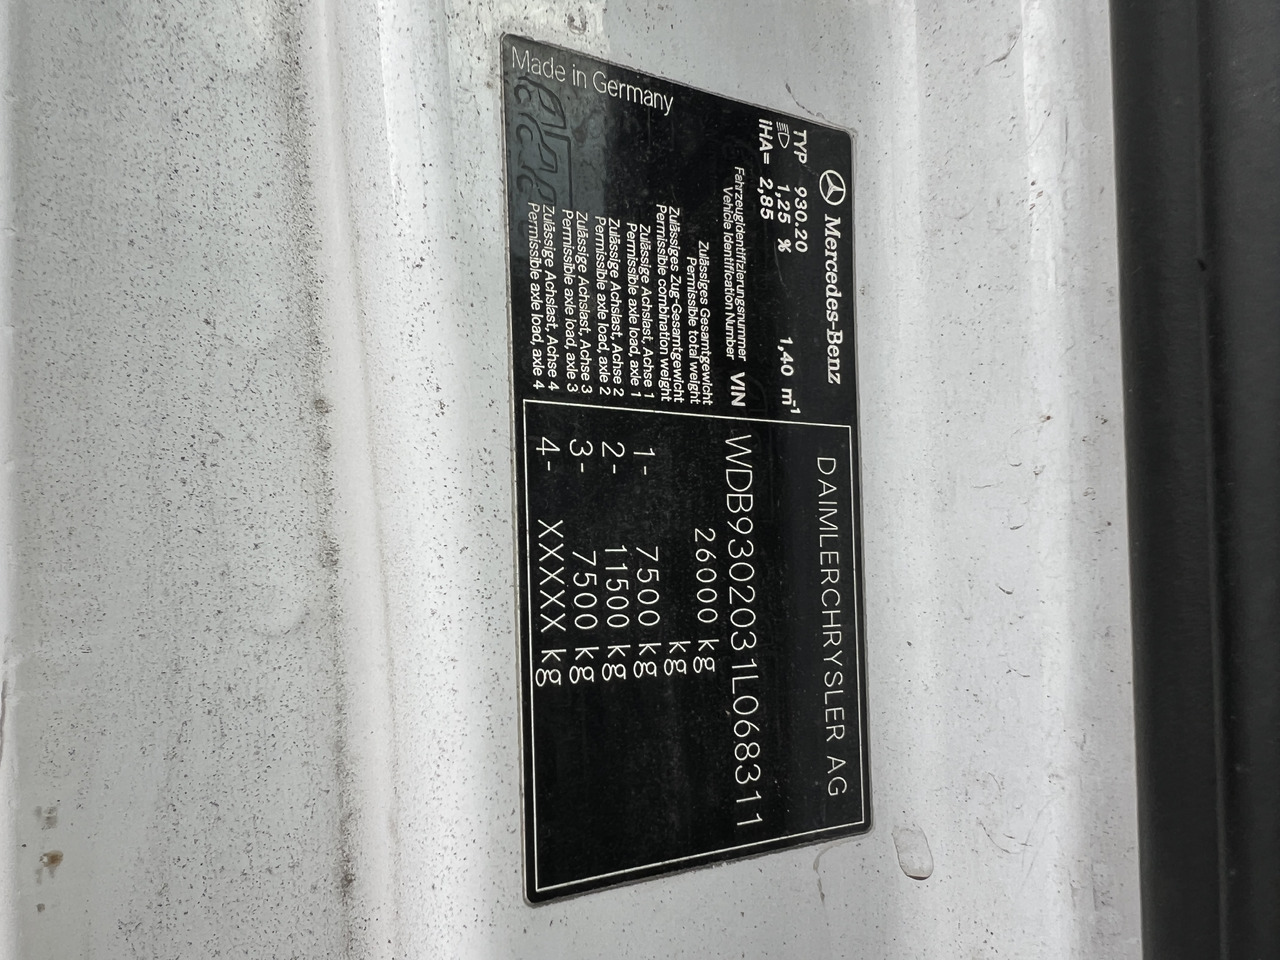 Mercedes-Benz DAIMLERCHRYSLER AG
TYP 930.20
1,25 % 1,40 m-1
iHA= 2,85
Fahrzeugidentifizierungsnummer
Vehicle Identification Number VIN WDB9302031L068311
Zulässiges Gesamtgewicht
Permissible total weight 26000 kg
Zulässiges Zug-Gesamtgewicht
Permissible combination weight kg
Zulässige Achslast, Achse 1
Permissible axle load, axle 1 1- 7500 kg
Zulässige Achslast, Achse 2
Permissible axle load, axle 2 2- 11500 kg
Zulässige Achslast, Achse 3
Permissible axle load, axle 3 3- 7500 kg
Zulässige Achslast, Achse 4
Permissible axle load, axle 4 4- XXXXX kg
Made in Germany